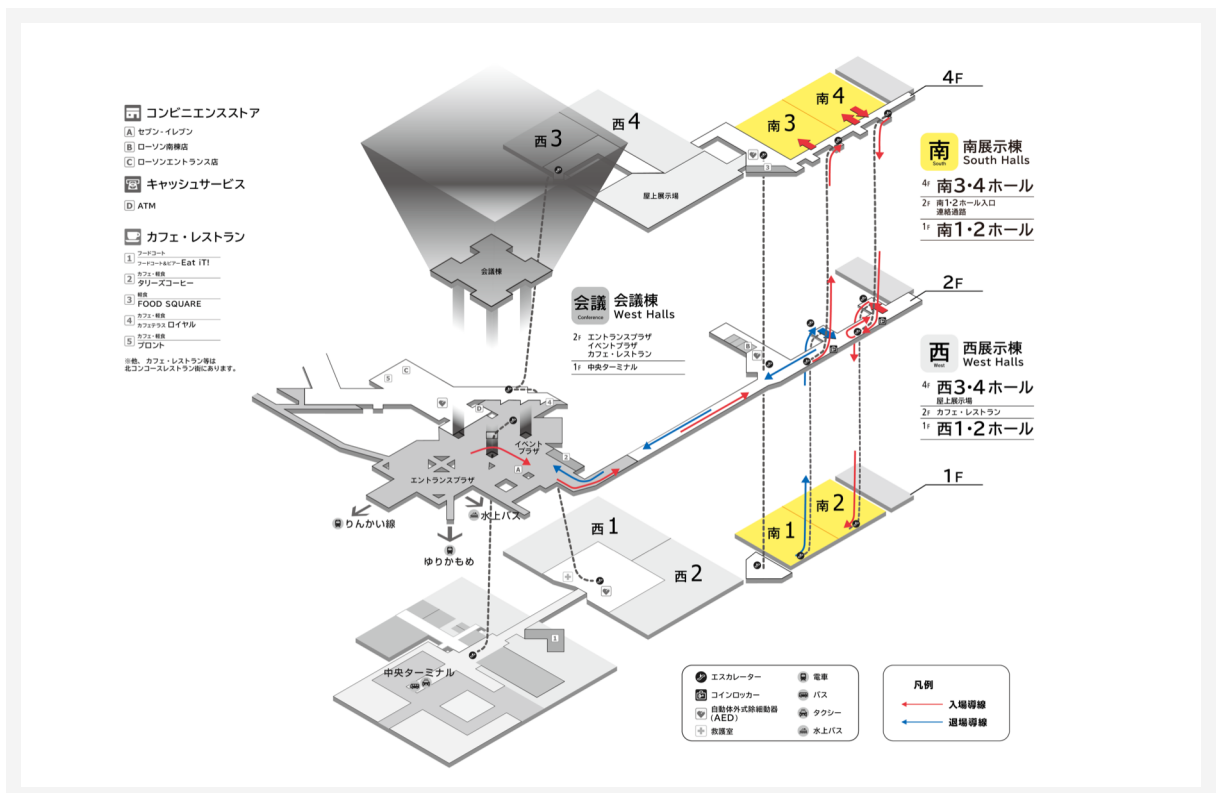 コンビニエンスストア
A セブン-イレブン
B ローソン南棟店
C ローソンエントランス店
キャッシュサービス
D ATM
カフェ・レストラン
1 フードコート
フードコート&ビアー Eat iT!
2 カフェ・軽食
タリーズコーヒー
3 軽食
FOOD SQUARE
4 カフェ・軽食
カフェテラス ロイヤル
5 カフェ・軽食
プロント
※他、カフェ・レストラン等は
北コンコースレストラン街にあります。
西3
西4
屋上展示場
南3
南4
3
4F
南
South
南展示棟
South Halls
4F 南3・4ホール
2F 南1・2ホール入口
連絡通路
1F 南1・2ホール
会議棟
会議
Conference
会議棟
West Halls
2F エントランスプラザ
イベントプラザ
カフェ・レストラン
1F 中央ターミナル
B
2F
西
West
西展示棟
West Halls
4F 西3・4ホール
屋上展示場
2F カフェ・レストラン
1F 西1・2ホール
5
C
D
4
イベント
プラザ
2
A
エントランスプラザ
りんかい線
水上バス
ゆりかもめ
西1
西2
南1
南2
1F
1
中央ターミナル
エスカレーター
コインロッカー
自動体外式除細動器
(AED)
救護室
電車
バス
タクシー
水上バス
凡例
入場導線
退場導線